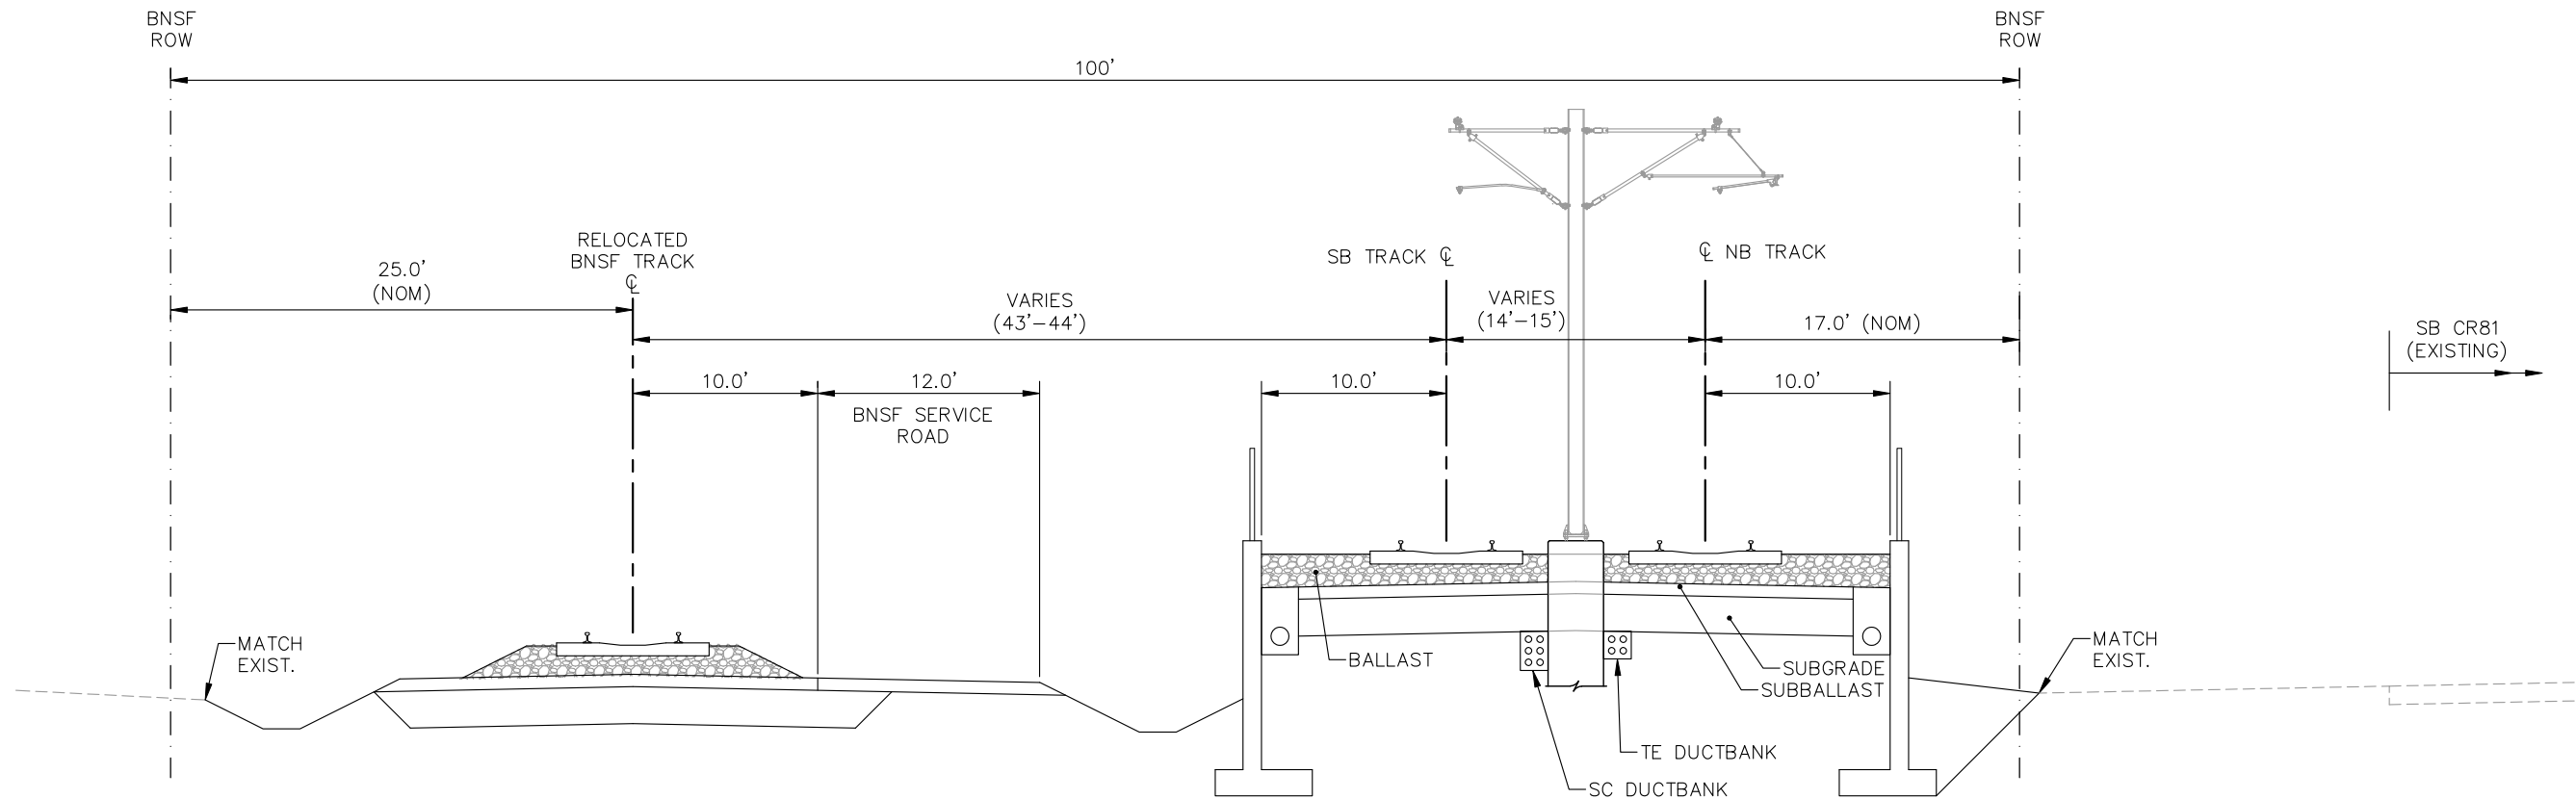 BNSF
ROW
BNSF
ROW
100'
RELOCATED
BNSF TRACK
℄
SB TRACK ℄
℄ NB TRACK
25.0'
(NOM)
VARIES
(43'-44')
VARIES
(14'-15')
17.0' (NOM)
SB CR81
(EXISTING)
10.0'
12.0'
BNSF SERVICE
ROAD
10.0'
10.0'
MATCH
EXIST.
BALLAST
SUBGRADE
SUBBALLAST
MATCH
EXIST.
TE DUCTBANK
SC DUCTBANK